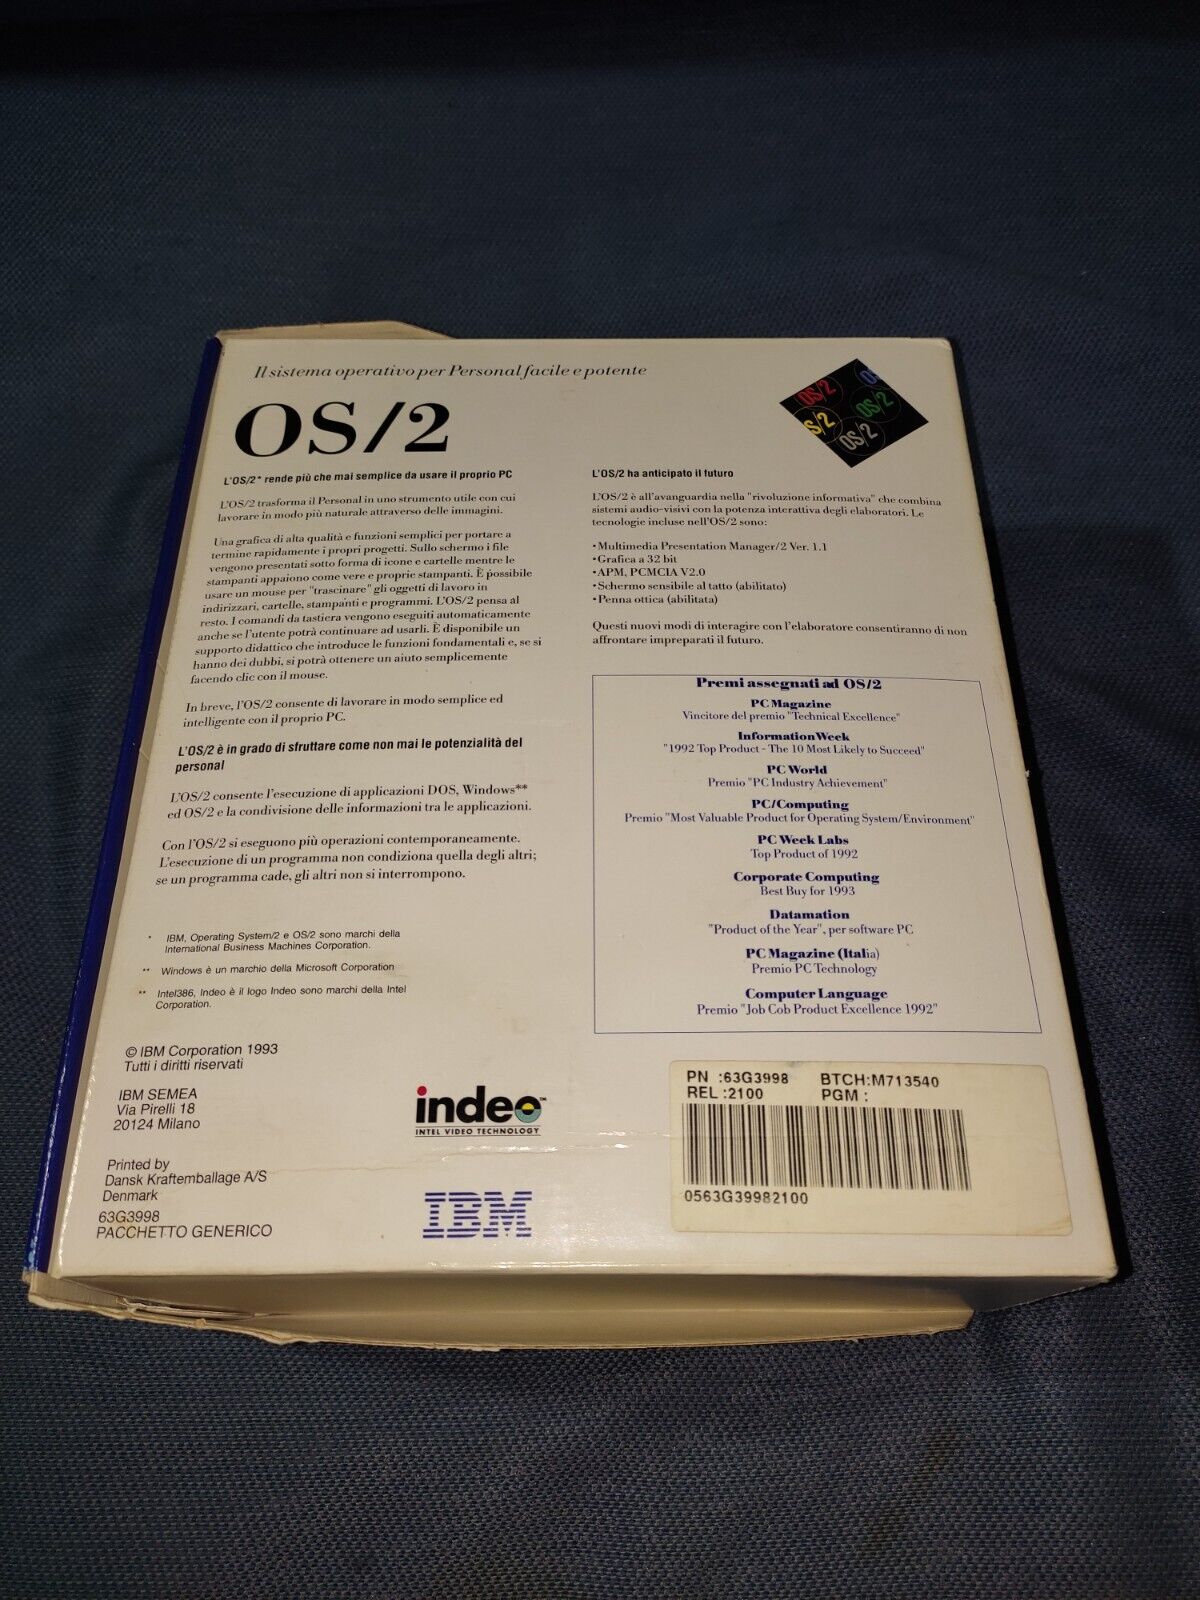 Il sistema operativo per Personal facile e potente
OS/2
L'OS/2* rende più che mai semplice da usare il proprio PC
L'OS/2 trasforma il Personal in uno strumento utile con cui
lavorare in modo più naturale attraverso delle immagini.
Una grafica di alta qualità e funzioni semplici per portare a
termine rapidamente i propri progetti. Sullo schermo i file
vengono presentati sotto forma di icone e cartelle mentre le
stampanti appaiono come vere e proprie stampanti. È possibile
usare un mouse per "trascinare" gli oggetti di lavoro in
indirizzari, cartelle, stampanti e programmi. L'OS/2 pensa al
resto. I comandi da tastiera vengono eseguiti automaticamente
anche se l'utente potrà continuare ad usarli. È disponibile un
supporto didattico che introduce le funzioni fondamentali e, se si
hanno dei dubbi, si potrà ottenere un aiuto semplicemente
facendo clic con il mouse.
In breve, l'OS/2 consente di lavorare in modo semplice ed
intelligente con il proprio PC.
L'OS/2 è in grado di sfruttare come non mai le potenzialità del
personal
L'OS/2 consente l'esecuzione di applicazioni DOS, Windows**
ed OS/2 e la condivisione delle informazioni tra le applicazioni.
Con l'OS/2 si eseguono più operazioni contemporaneamente.
L'esecuzione di un programma non condiziona quella degli altri;
se un programma cade, gli altri non si interrompono.
* IBM, Operating System/2 e OS/2 sono marchi della
International Business Machines Corporation.
** Windows è un marchio della Microsoft Corporation
** Intel386, Indeo è il logo Indeo sono marchi della Intel
Corporation.
© IBM Corporation 1993
Tutti i diritti riservati
IBM SEMEA
Via Pirelli 18
20124 Milano
Printed by
Dansk Kraftemballage A/S
Denmark
63G3998
PACCHETTO GENERICO
indeo™
INTEL VIDEO TECHNOLOGY
IBM
OS/2
OS
S/2
OS/2
OS/2
L'OS/2 ha anticipato il futuro
L'OS/2 è all'avanguardia nella "rivoluzione informativa" che combina
sistemi audio-visivi con la potenza interattiva degli elaboratori. Le
tecnologie incluse nell'OS/2 sono:
•Multimedia Presentation Manager/2 Ver. 1.1
•Grafica a 32 bit
•APM, PCMCIA V2.0
•Schermo sensibile al tatto (abilitato)
•Penna ottica (abilitata)
Questi nuovi modi di interagire con l'elaboratore consentiranno di non
affrontare impreparati il futuro.
Premi assegnati ad OS/2
PC Magazine
Vincitore del premio "Technical Excellence"
InformationWeek
"1992 Top Product - The 10 Most Likely to Succeed"
PC World
Premio "PC Industry Achievement"
PC/Computing
Premio "Most Valuable Product for Operating System/Environment"
PC Week Labs
Top Product of 1992
Corporate Computing
Best Buy for 1993
Datamation
"Product of the Year", per software PC
PC Magazine (Italia)
Premio PC Technology
Computer Language
Premio "Job Cob Product Excellence 1992"
PN :63G3998 BTCH:M713540
REL :2100 PGM :
0563G39982100